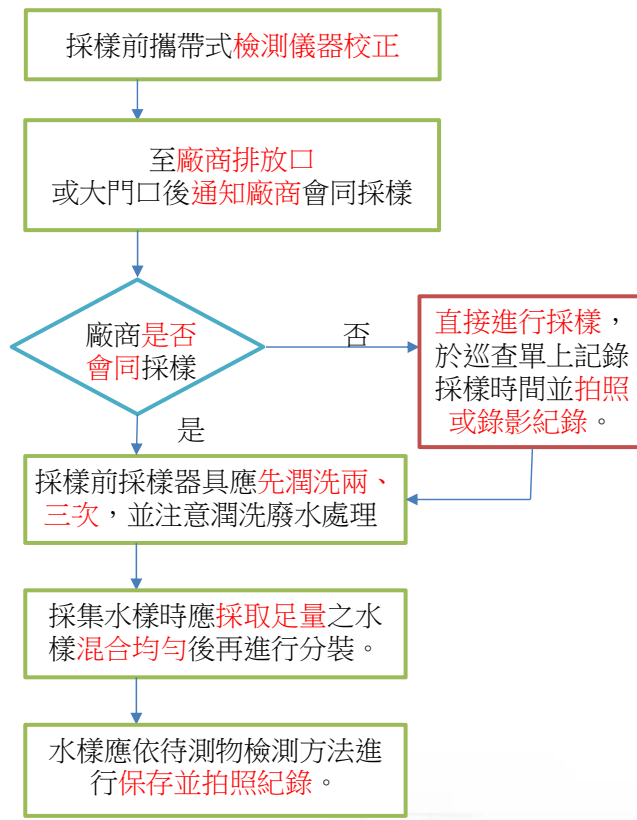 採樣前攜帶式檢測儀器校正
至廠商排放口
或大門口後通知廠商會同採樣
廠商是否
會同採樣
否
直接進行採樣，
於巡查單上記錄
採樣時間並拍照
或錄影紀錄。
是
採樣前採樣器具應先潤洗兩、
三次，並注意潤洗廢水處理
採集水樣時應採取足量之水
樣混合均勻後再進行分裝。
水樣應依待測物檢測方法進
行保存並拍照紀錄。